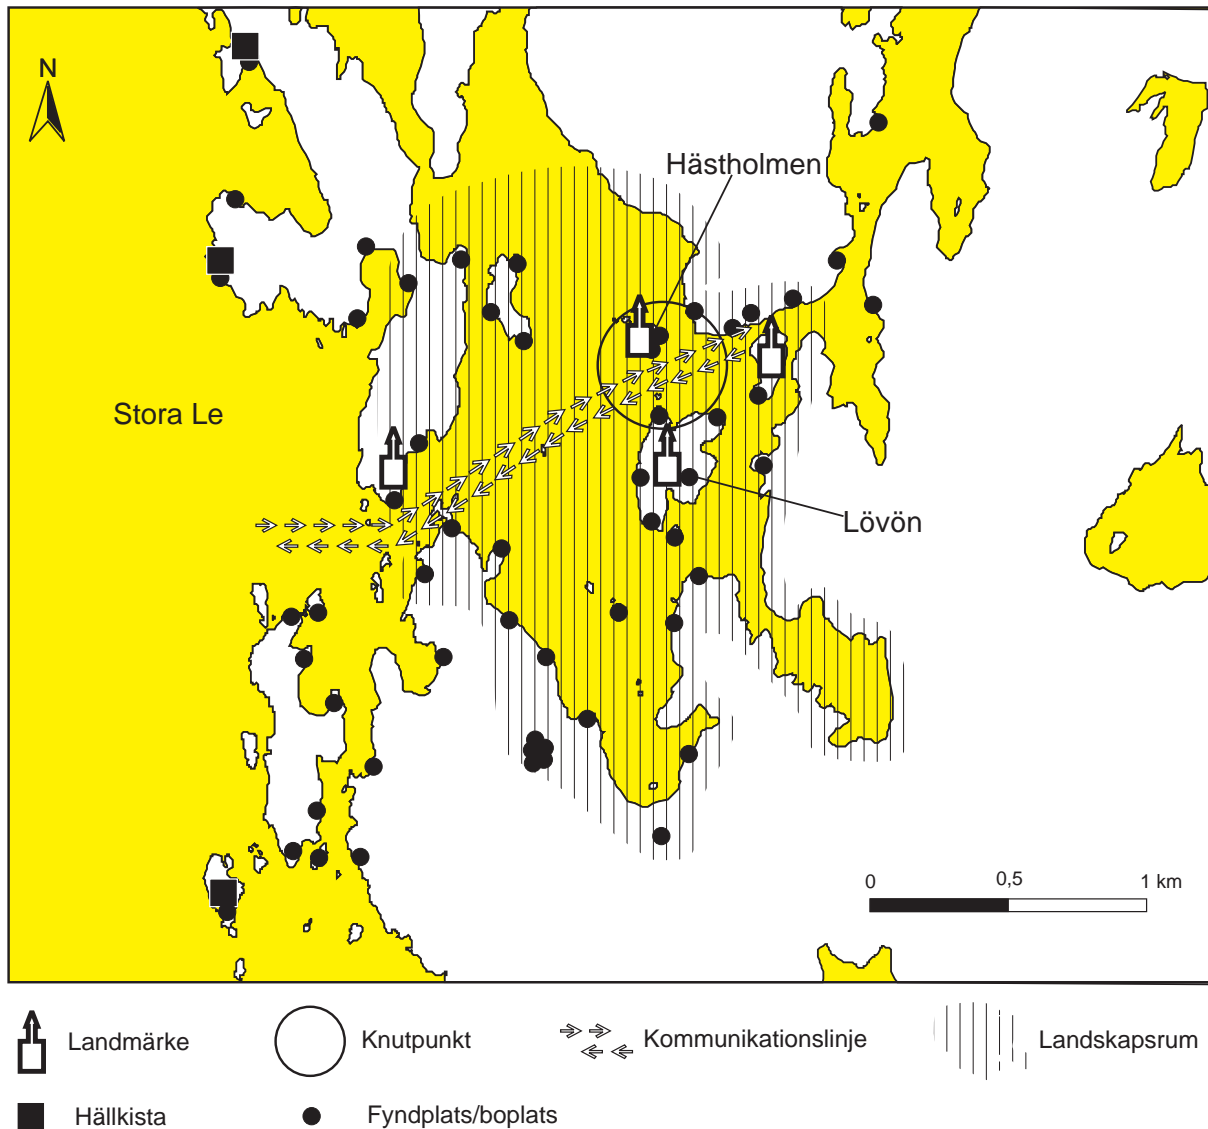 N
Hästholmen
Stora Le
Lövön
0 0,5 1 km
Landmärke Knutpunkt Kommunikationslinje Landskapsrum
Hällkista Fyndplats/boplats